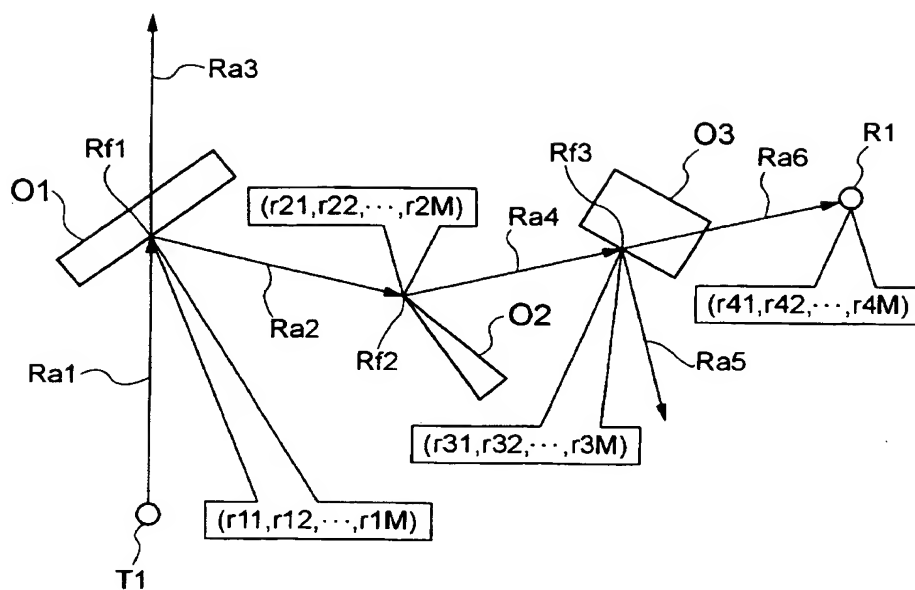 Ra3
Rf1
O1
Rf3
O3
Ra6
R1
(r21,r22,···,r2M)
Ra4
(r41,r42,···,r4M)
Ra2
Rf2
O2
Ra5
Ra1
(r31,r32,···,r3M)
(r11,r12,···,r1M)
T1